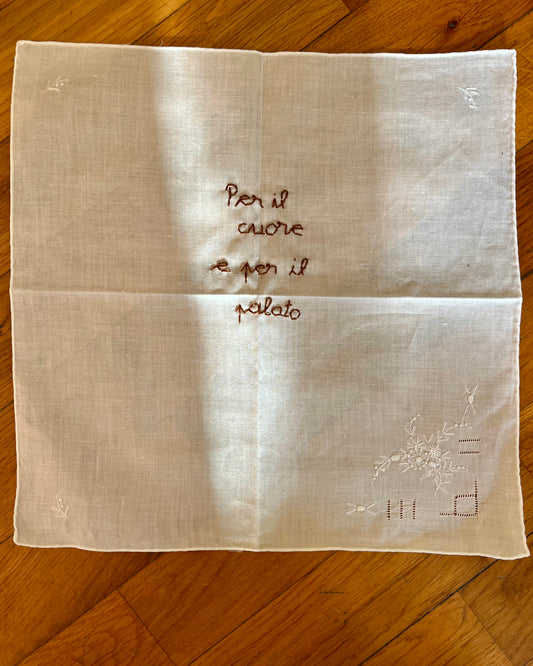 Per il
cuore
e per il
palato